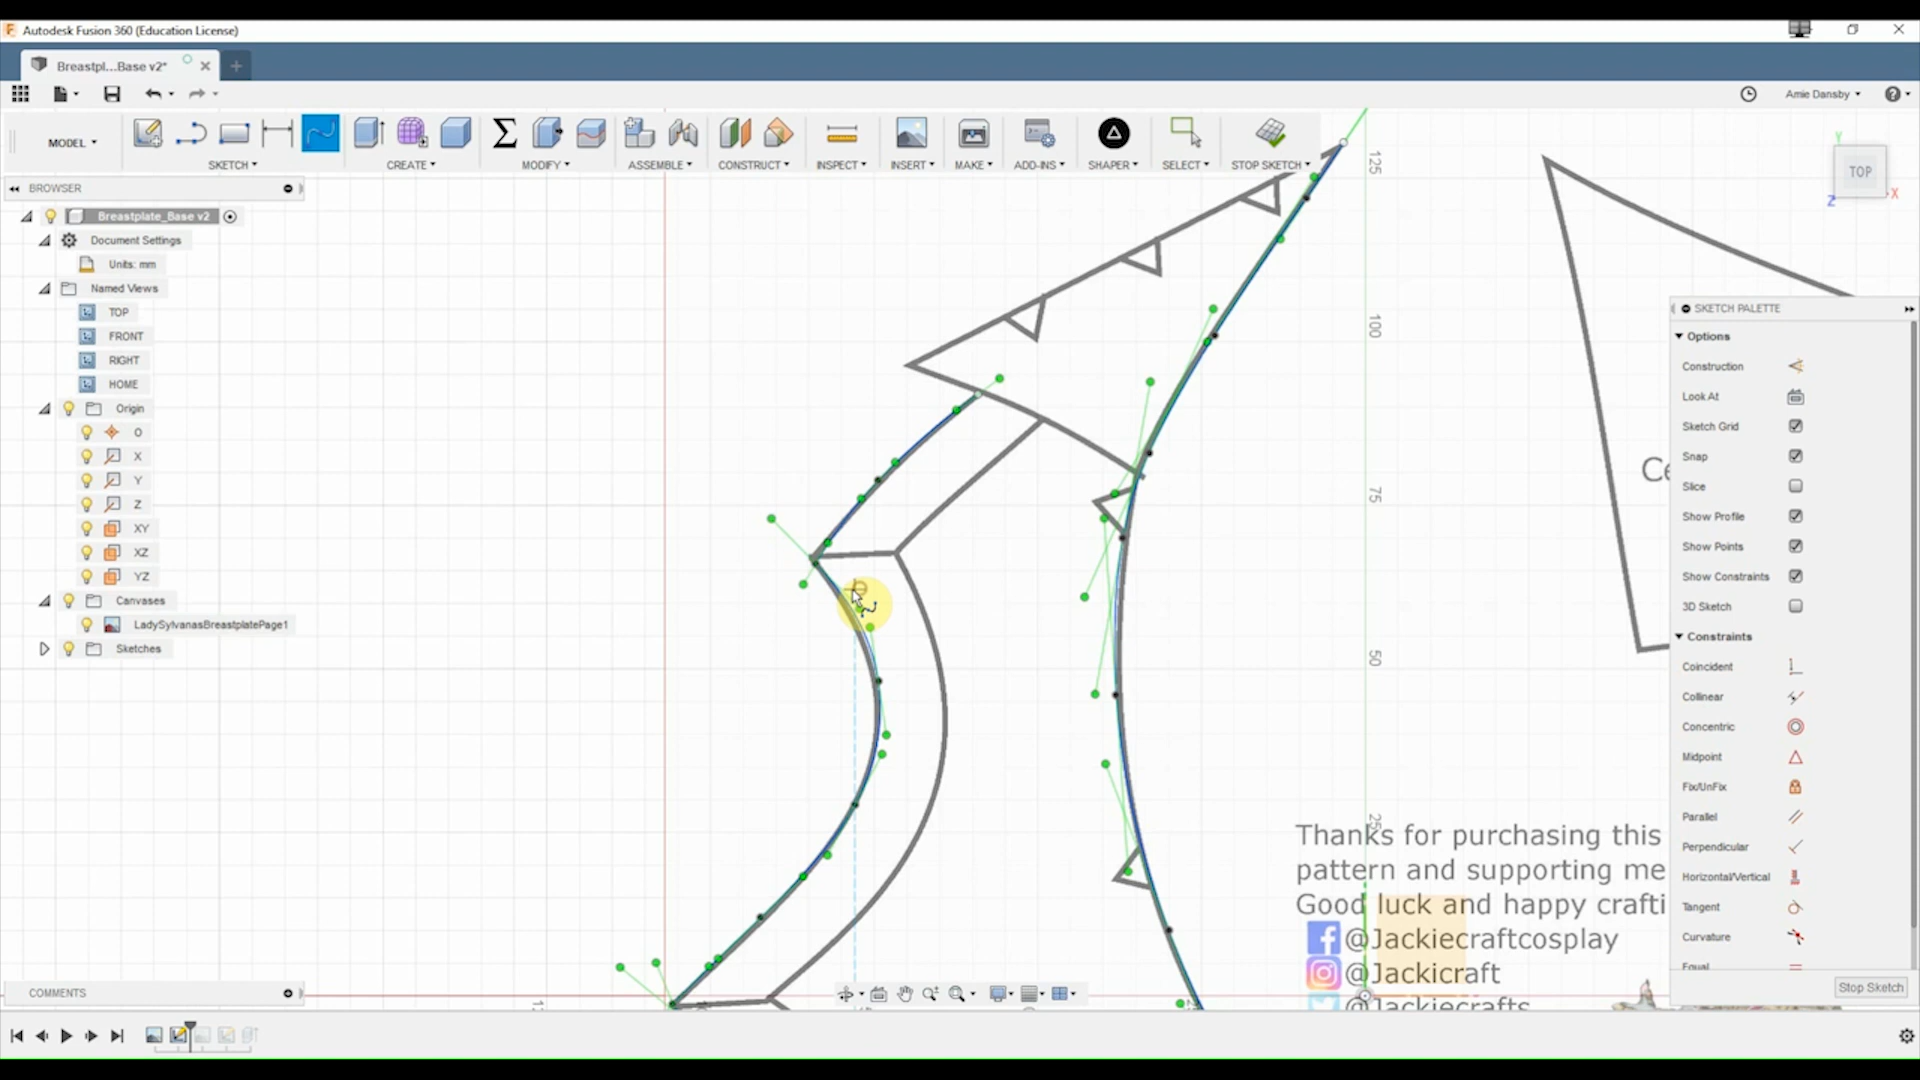 Autodesk Fusion 360 (Education License)
Breastpl...Base v2*
Amie Dansby
MODEL
SKETCH
CREATE
MODIFY
ASSEMBLE
CONSTRUCT
INSPECT
INSERT
MAKE
ADD-INS
SHAPER
SELECT
STOP SKETCH
BROWSER
Breastplate_Base v2
Document Settings
Units: mm
Named Views
TOP
FRONT
RIGHT
HOME
Origin
O
X
Y
Z
XY
XZ
YZ
Canvases
LadySylvanasBreastplatePage1
Sketches
COMMENTS
125
100
75
50
25
Y
TOP
X
Z
Ce
SKETCH PALETTE
Options
Construction
Look At
Sketch Grid
Snap
Slice
Show Profile
Show Points
Show Constraints
3D Sketch
Constraints
Coincident
Collinear
Concentric
Midpoint
Fix/UnFix
Parallel
Perpendicular
Horizontal/Vertical
Tangent
Curvature
Equal
Stop Sketch
Thanks for purchasing this
pattern and supporting me
Good luck and happy crafti
@Jackiecraftcosplay
@Jackicraft
@Jackiecrafts